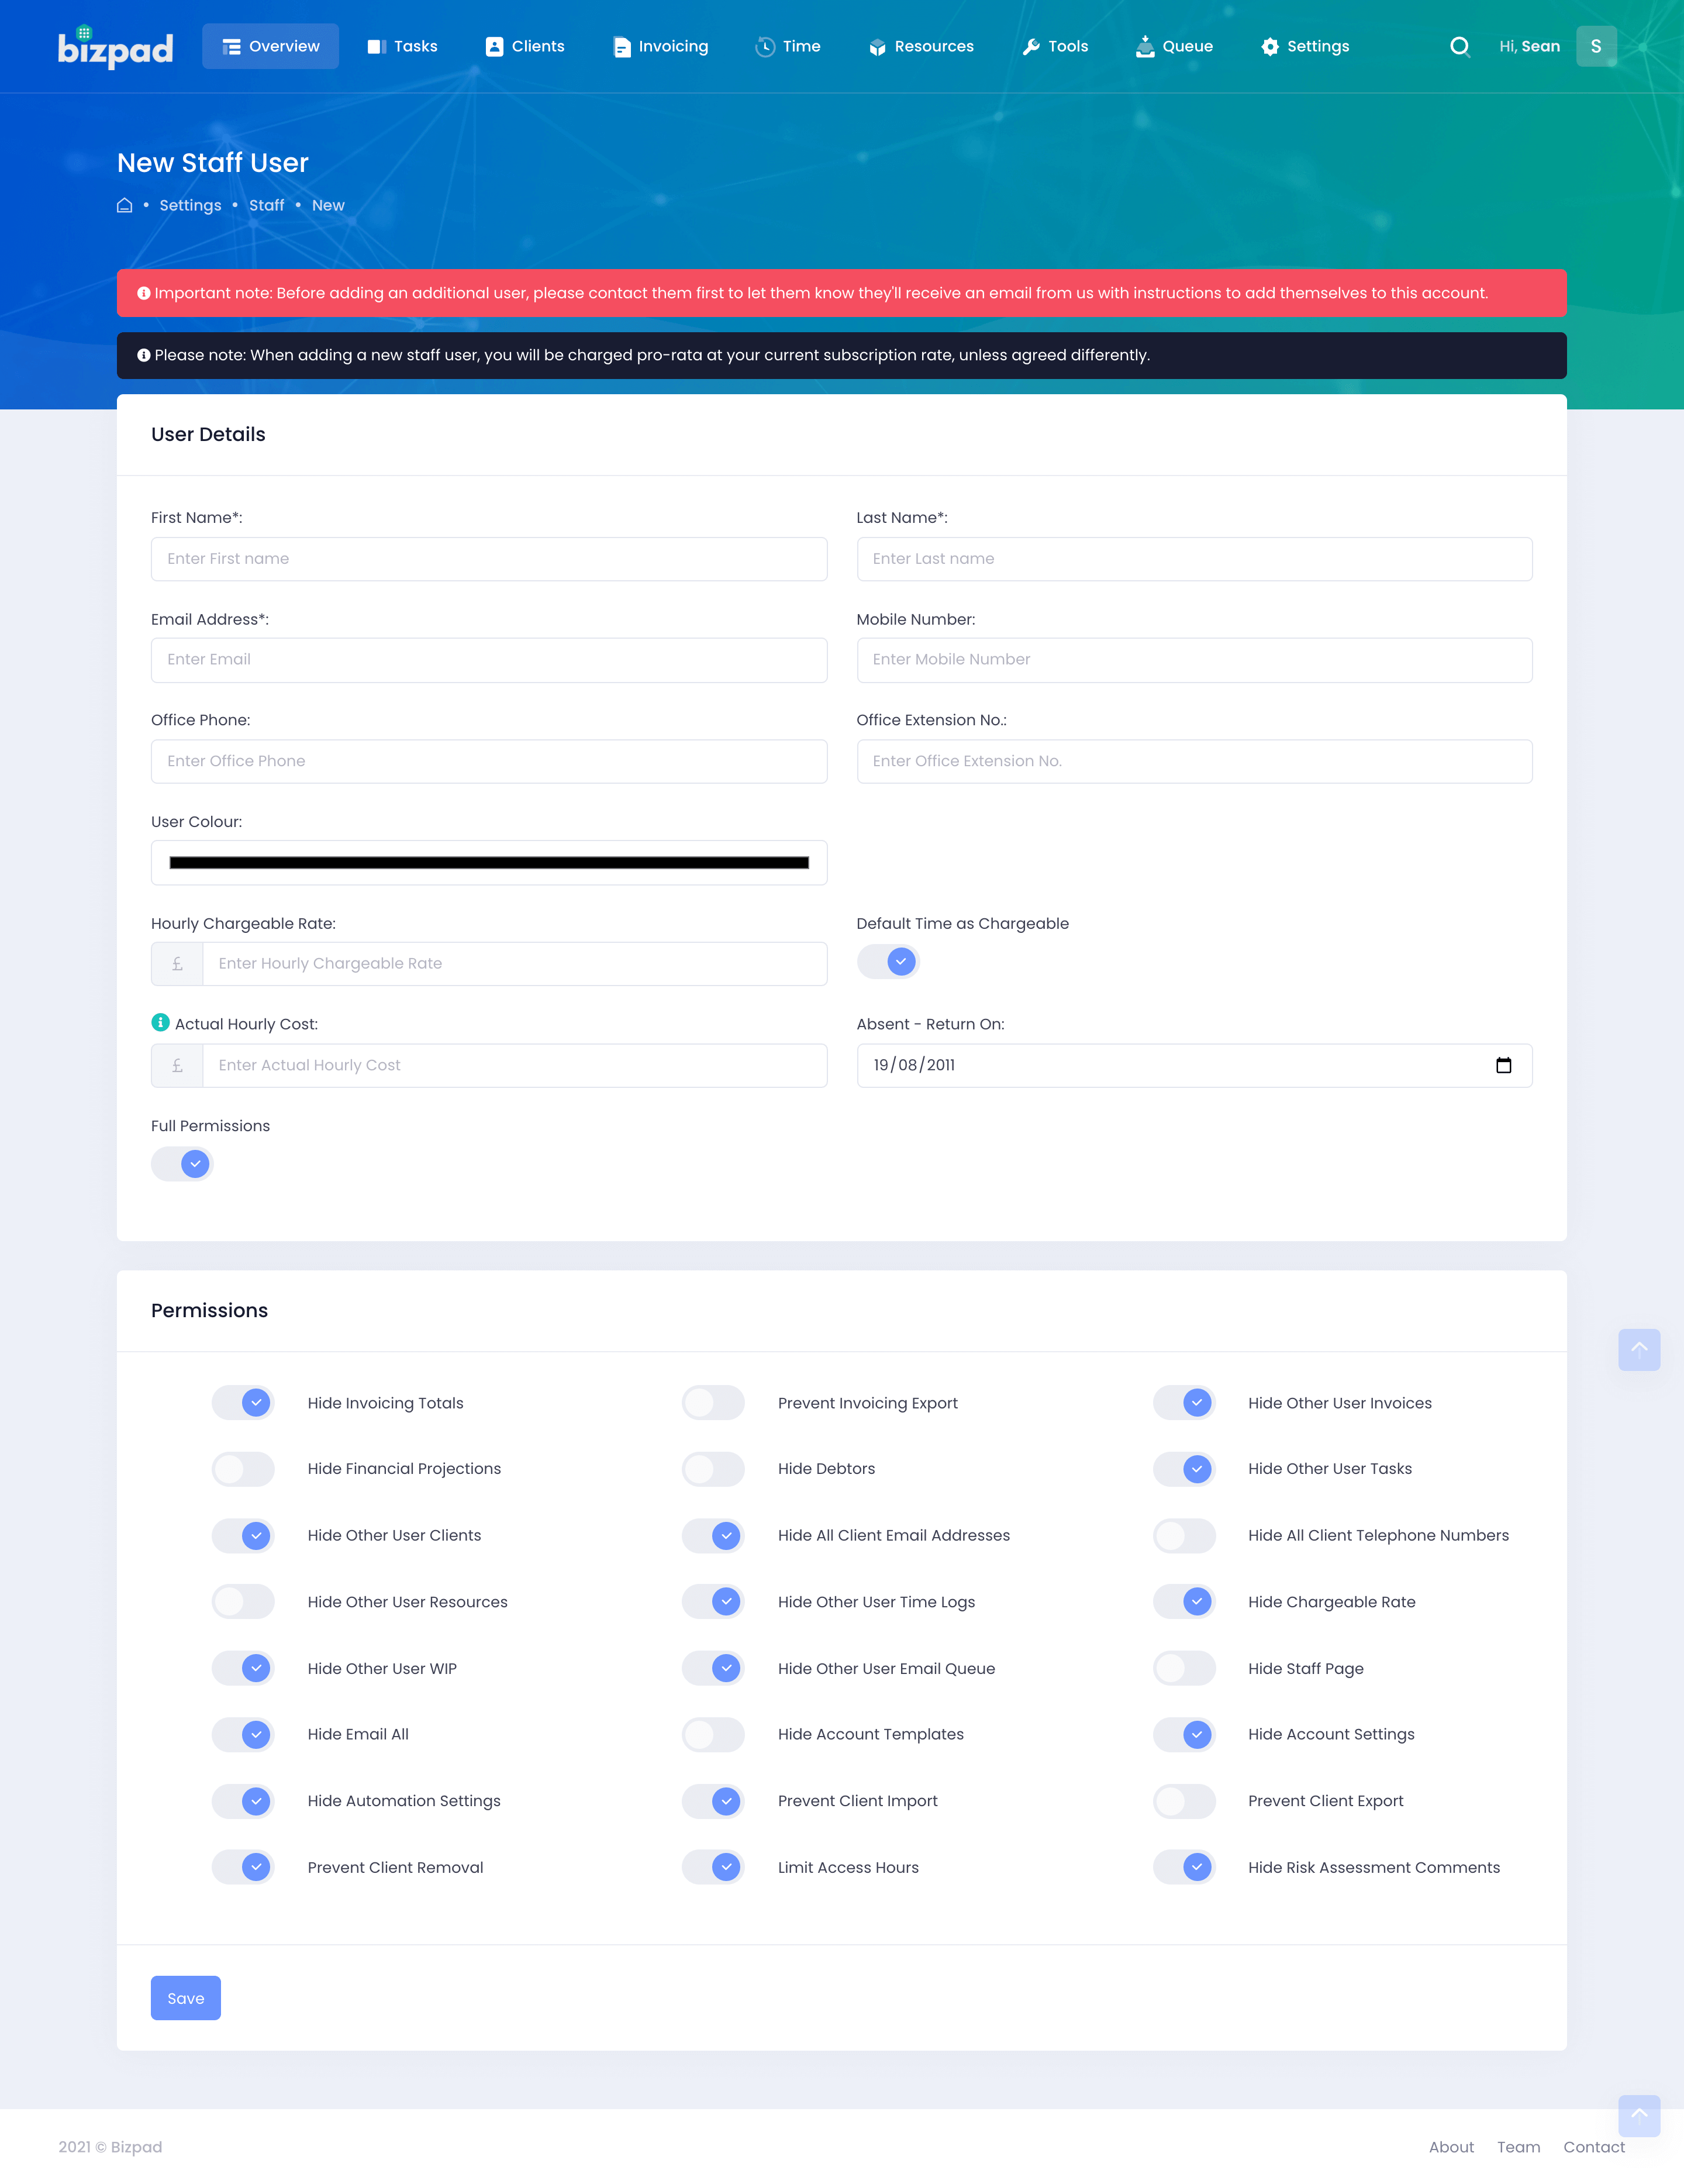 bizpad
Overview
Tasks
Clients
Invoicing
Time
Resources
Tools
Queue
Settings
Hi, Sean
S
New Staff User
Settings • Staff • New
Important note: Before adding an additional user, please contact them first to let them know they'll receive an email from us with instructions to add themselves to this account.
Please note: When adding a new staff user, you will be charged pro-rata at your current subscription rate, unless agreed differently.
User Details
First Name*:
Last Name*:
Enter First name
Enter Last name
Email Address*:
Mobile Number:
Enter Email
Enter Mobile Number
Office Phone:
Office Extension No.:
Enter Office Phone
Enter Office Extension No.
User Colour:
Hourly Chargeable Rate:
Default Time as Chargeable
£ Enter Hourly Chargeable Rate
Actual Hourly Cost:
Absent - Return On:
£ Enter Actual Hourly Cost
19/08/2011
Full Permissions
Permissions
Hide Invoicing Totals
Prevent Invoicing Export
Hide Other User Invoices
Hide Financial Projections
Hide Debtors
Hide Other User Tasks
Hide Other User Clients
Hide All Client Email Addresses
Hide All Client Telephone Numbers
Hide Other User Resources
Hide Other User Time Logs
Hide Chargeable Rate
Hide Other User WIP
Hide Other User Email Queue
Hide Staff Page
Hide Email All
Hide Account Templates
Hide Account Settings
Hide Automation Settings
Prevent Client Import
Prevent Client Export
Prevent Client Removal
Limit Access Hours
Hide Risk Assessment Comments
Save
2021 © Bizpad
About
Team
Contact